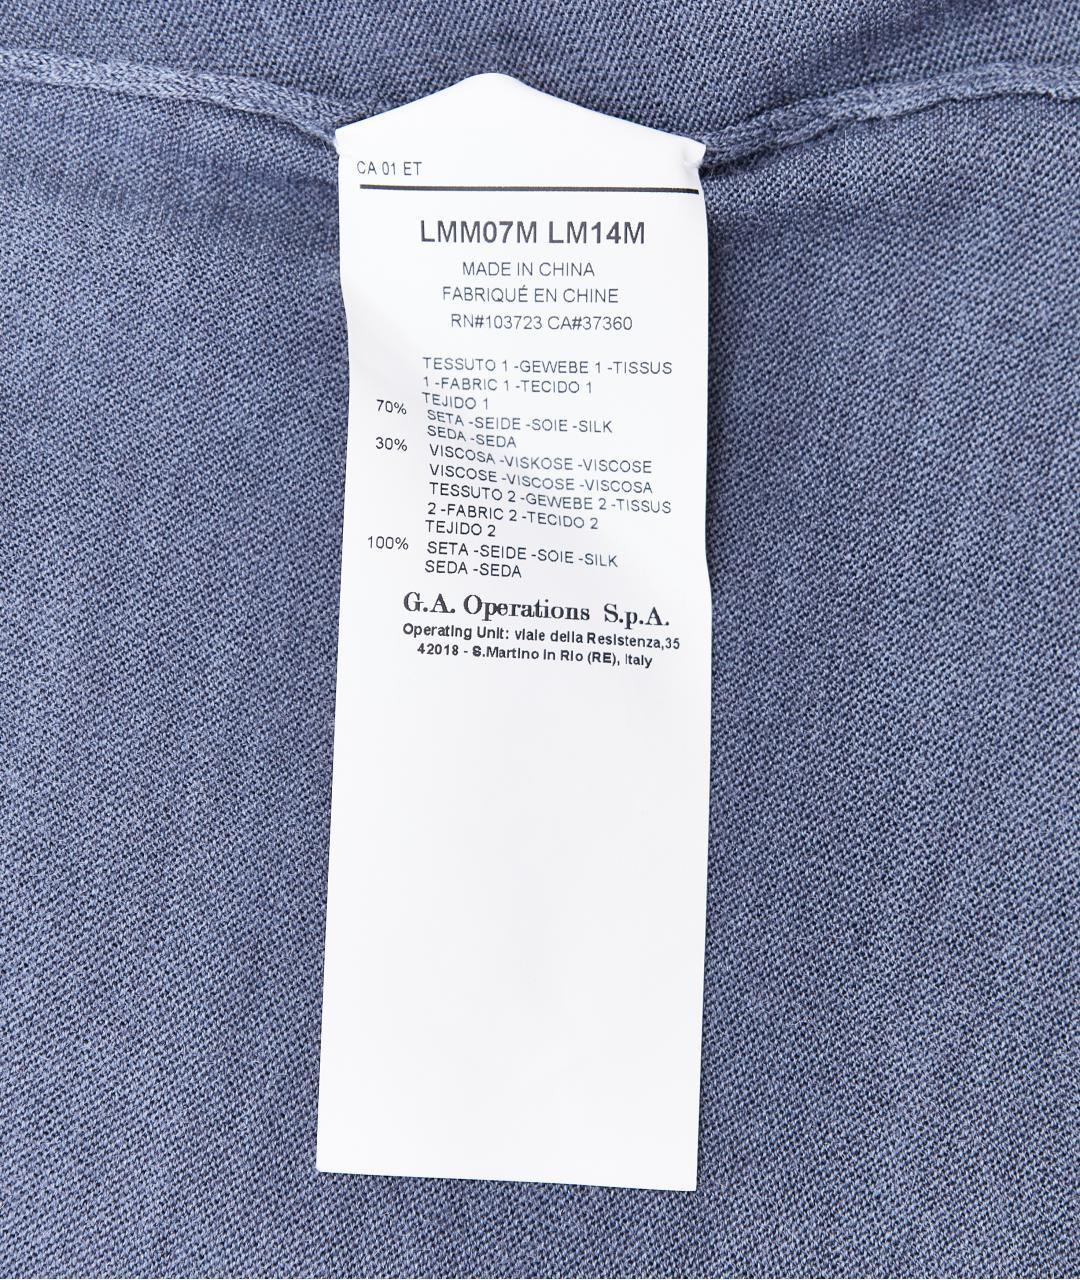 CA 01 ET
LMM07M LM14M
MADE IN CHINA
FABRIQUÉ EN CHINE
RN#103723 CA#37360
TESSUTO 1 -GEWEBE 1 -TISSUS
1 -FABRIC 1 -TECIDO 1
TEJIDO 1
70% SETA -SEIDE -SOIE -SILK
SEDA -SEDA
30% VISCOSA -VISKOSE -VISCOSE
VISCOSE -VISCOSE -VISCOSA
TESSUTO 2 -GEWEBE 2 -TISSUS
2 -FABRIC 2 -TECIDO 2
TEJIDO 2
100% SETA -SEIDE -SOIE -SILK
SEDA -SEDA
G.A. Operations S.p.A.
Operating Unit: viale della Resistenza,35
42018 - S.Martino in Rio (RE), Italy